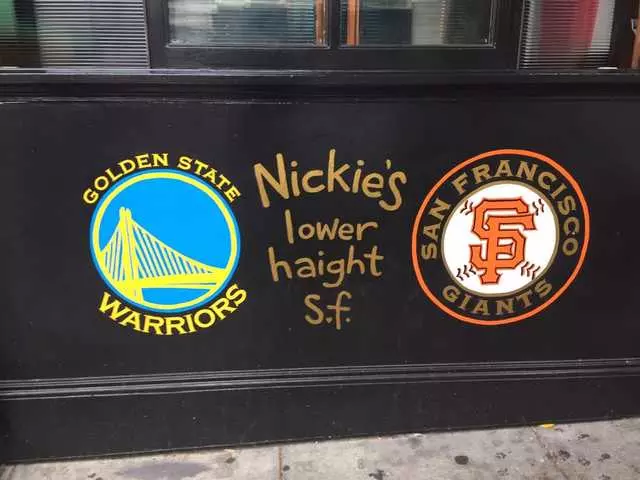 GOLDEN STATE
WARRIORS
Nickie's
lower
haight
s.f.
SAN FRANCISCO
SF
GIANTS